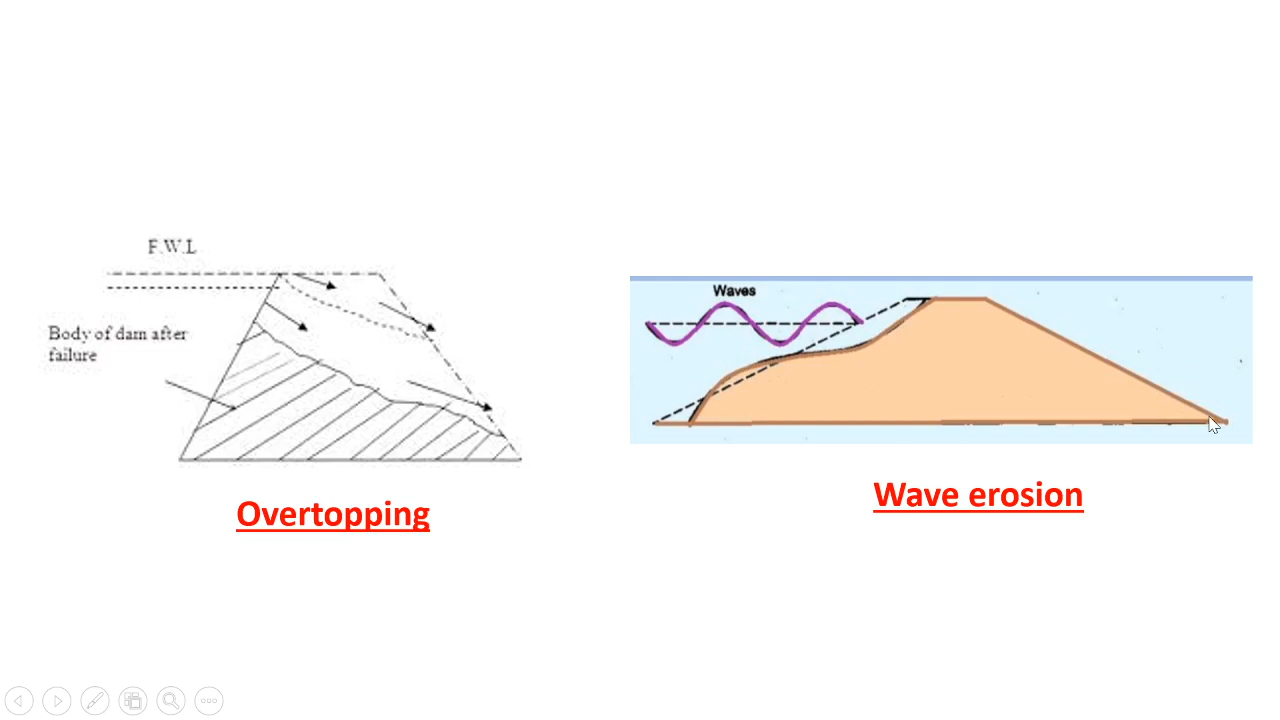 F.W.L
Body of dam after
failure
Overtopping
Waves
Wave erosion